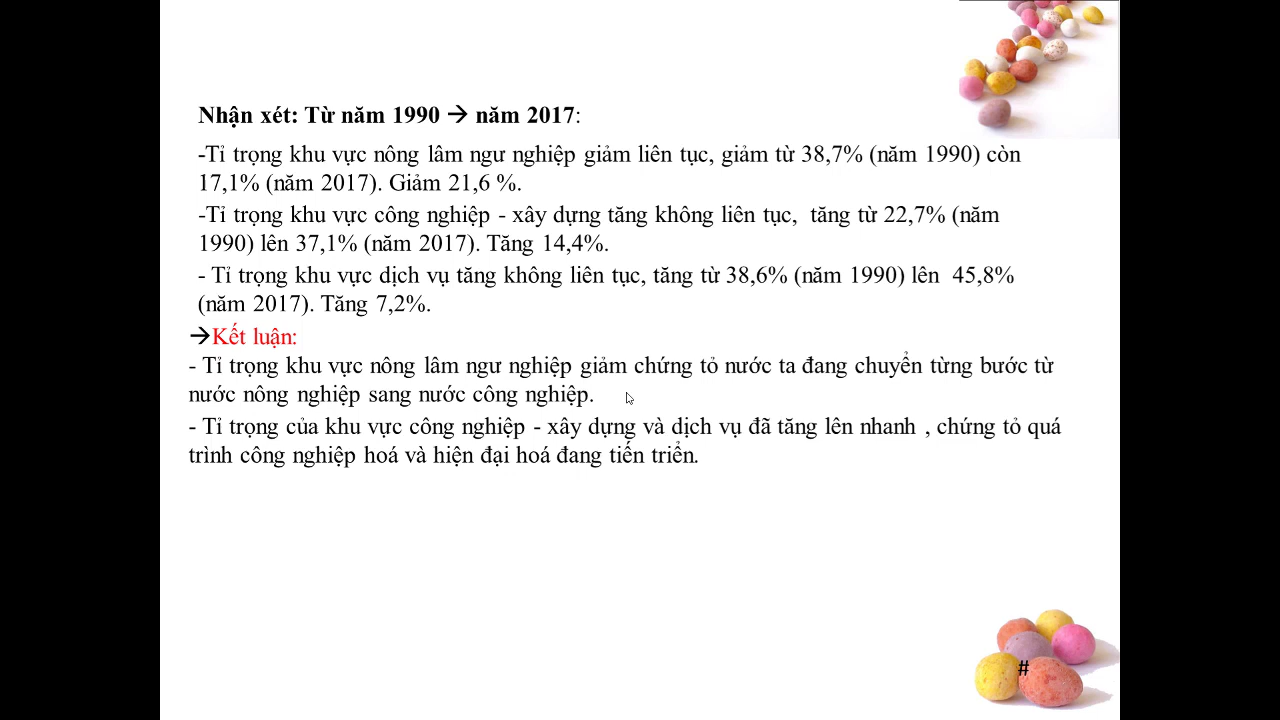 Nhận xét: Từ năm 1990 → năm 2017:
-Tỉ trọng khu vực nông lâm ngư nghiệp giảm liên tục, giảm từ 38,7% (năm 1990) còn
17,1% (năm 2017). Giảm 21,6 %.
-Tỉ trọng khu vực công nghiệp - xây dựng tăng không liên tục,  tăng từ 22,7% (năm
1990) lên 37,1% (năm 2017). Tăng 14,4%.
- Tỉ trọng khu vực dịch vụ tăng không liên tục, tăng từ 38,6% (năm 1990) lên  45,8%
(năm 2017). Tăng 7,2%.
→Kết luận:
- Tỉ trọng khu vực nông lâm ngư nghiệp giảm chứng tỏ nước ta đang chuyển từng bước từ
nước nông nghiệp sang nước công nghiệp.
- Tỉ trọng của khu vực công nghiệp - xây dựng và dịch vụ đã tăng lên nhanh , chứng tỏ quá
trình công nghiệp hoá và hiện đại hoá đang tiến triển.
#